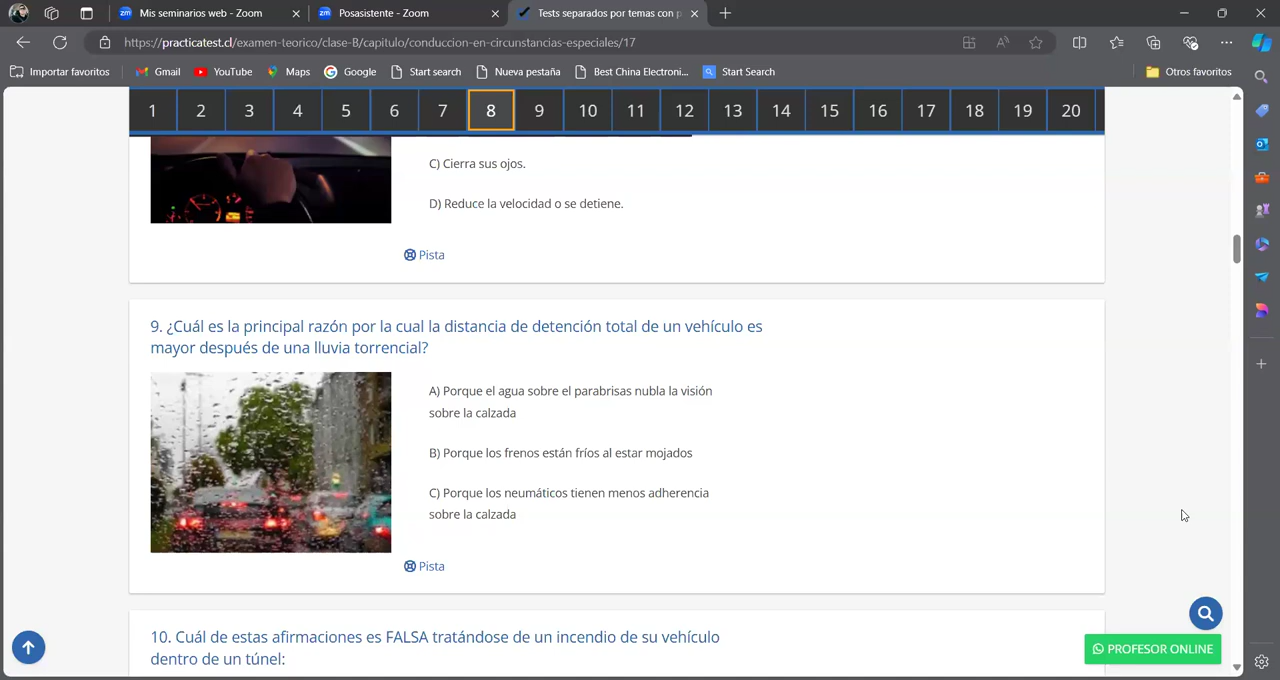 Mis seminarios web - Zoom
Posasistente - Zoom
Tests separados por temas con p
https://practicatest.cl/examen-teorico/clase-B/capitulo/conduccion-en-circunstancias-especiales/17
Importar favoritos
Gmail
YouTube
Maps
Google
Start search
Nueva pestaña
Best China Electroni...
Start Search
Otros favoritos
1 2 3 4 5 6 7 8 9 10 11 12 13 14 15 16 17 18 19 20
C) Cierra sus ojos.
D) Reduce la velocidad o se detiene.
Pista
9. ¿Cuál es la principal razón por la cual la distancia de detención total de un vehículo es
mayor después de una lluvia torrencial?
A) Porque el agua sobre el parabrisas nubla la visión
sobre la calzada
B) Porque los frenos están fríos al estar mojados
C) Porque los neumáticos tienen menos adherencia
sobre la calzada
Pista
10. Cuál de estas afirmaciones es FALSA tratándose de un incendio de su vehículo
dentro de un túnel:
PROFESOR ONLINE